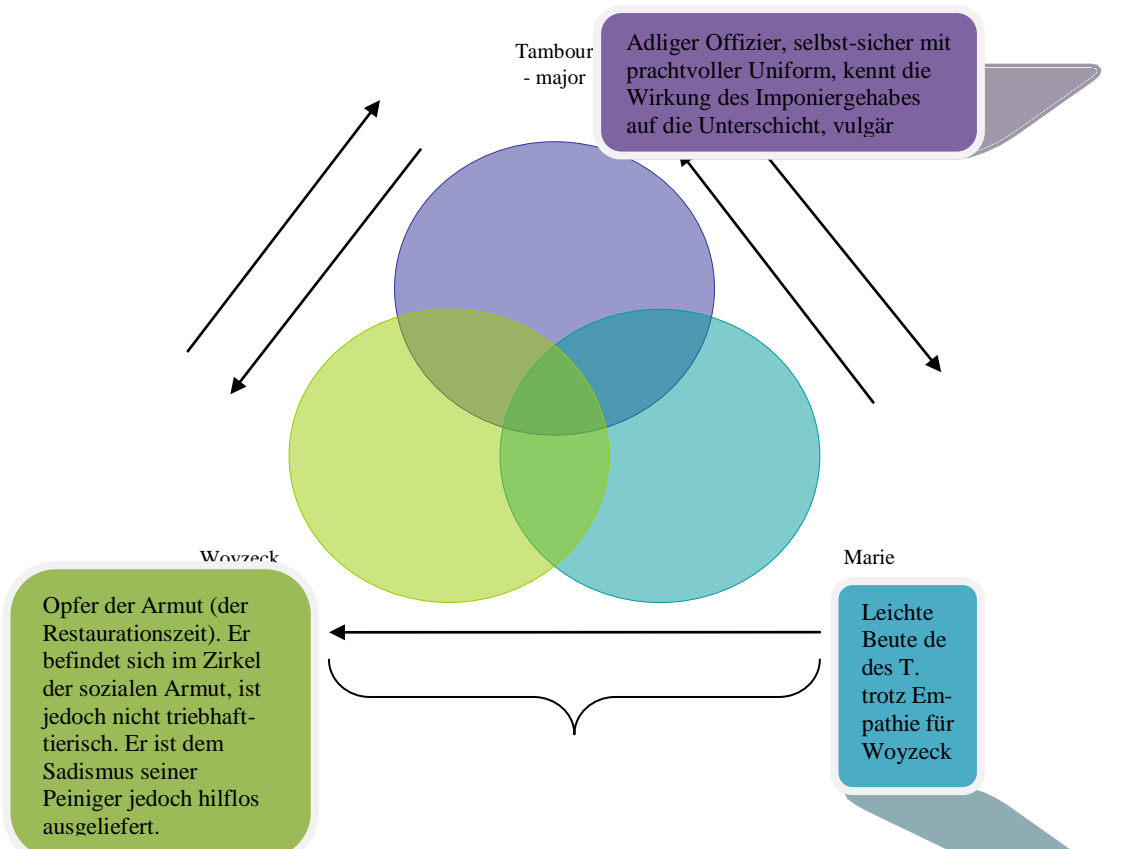 Tambour
- major
Adliger Offizier, selbst-sicher mit
prachtvoller Uniform, kennt die
Wirkung des Imponiergehabes
auf die Unterschicht, vulgär
Woyzeck
Marie
Opfer der Armut (der
Restaurationszeit). Er
befindet sich im Zirkel
der sozialen Armut, ist
jedoch nicht triebhaft-
tierisch. Er ist dem
Sadismus seiner
Peiniger jedoch hilflos
ausgeliefert.
Leichte
Beute de
des T.
trotz Em-
pathie für
Woyzeck